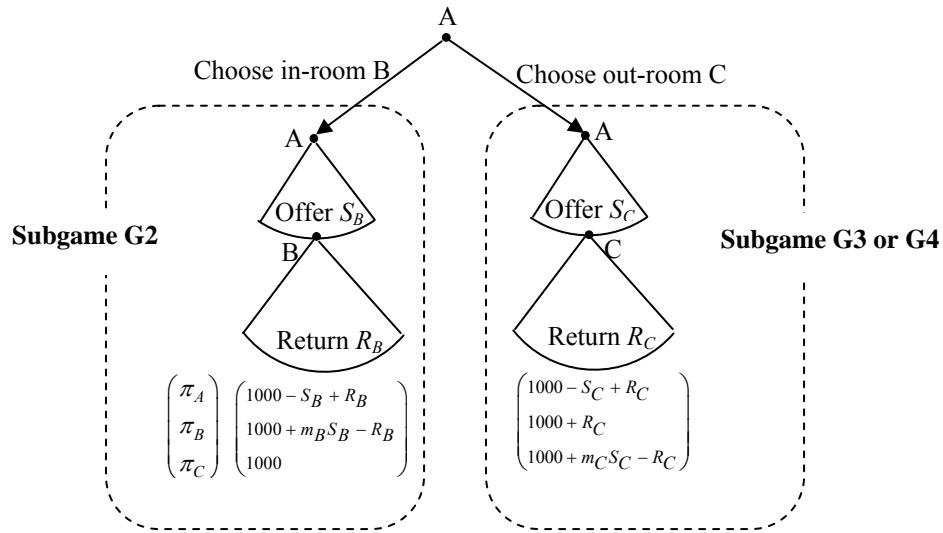 A
Choose in-room B
Choose out-room C
A
A
Offer S_B
Offer S_C
Subgame G2
Subgame G3 or G4
B
C
Return R_B
Return R_C
π_A
π_B
π_C
1000 − S_B + R_B
1000 + m_B S_B − R_B
1000
1000 − S_C + R_C
1000 + R_C
1000 + m_C S_C − R_C